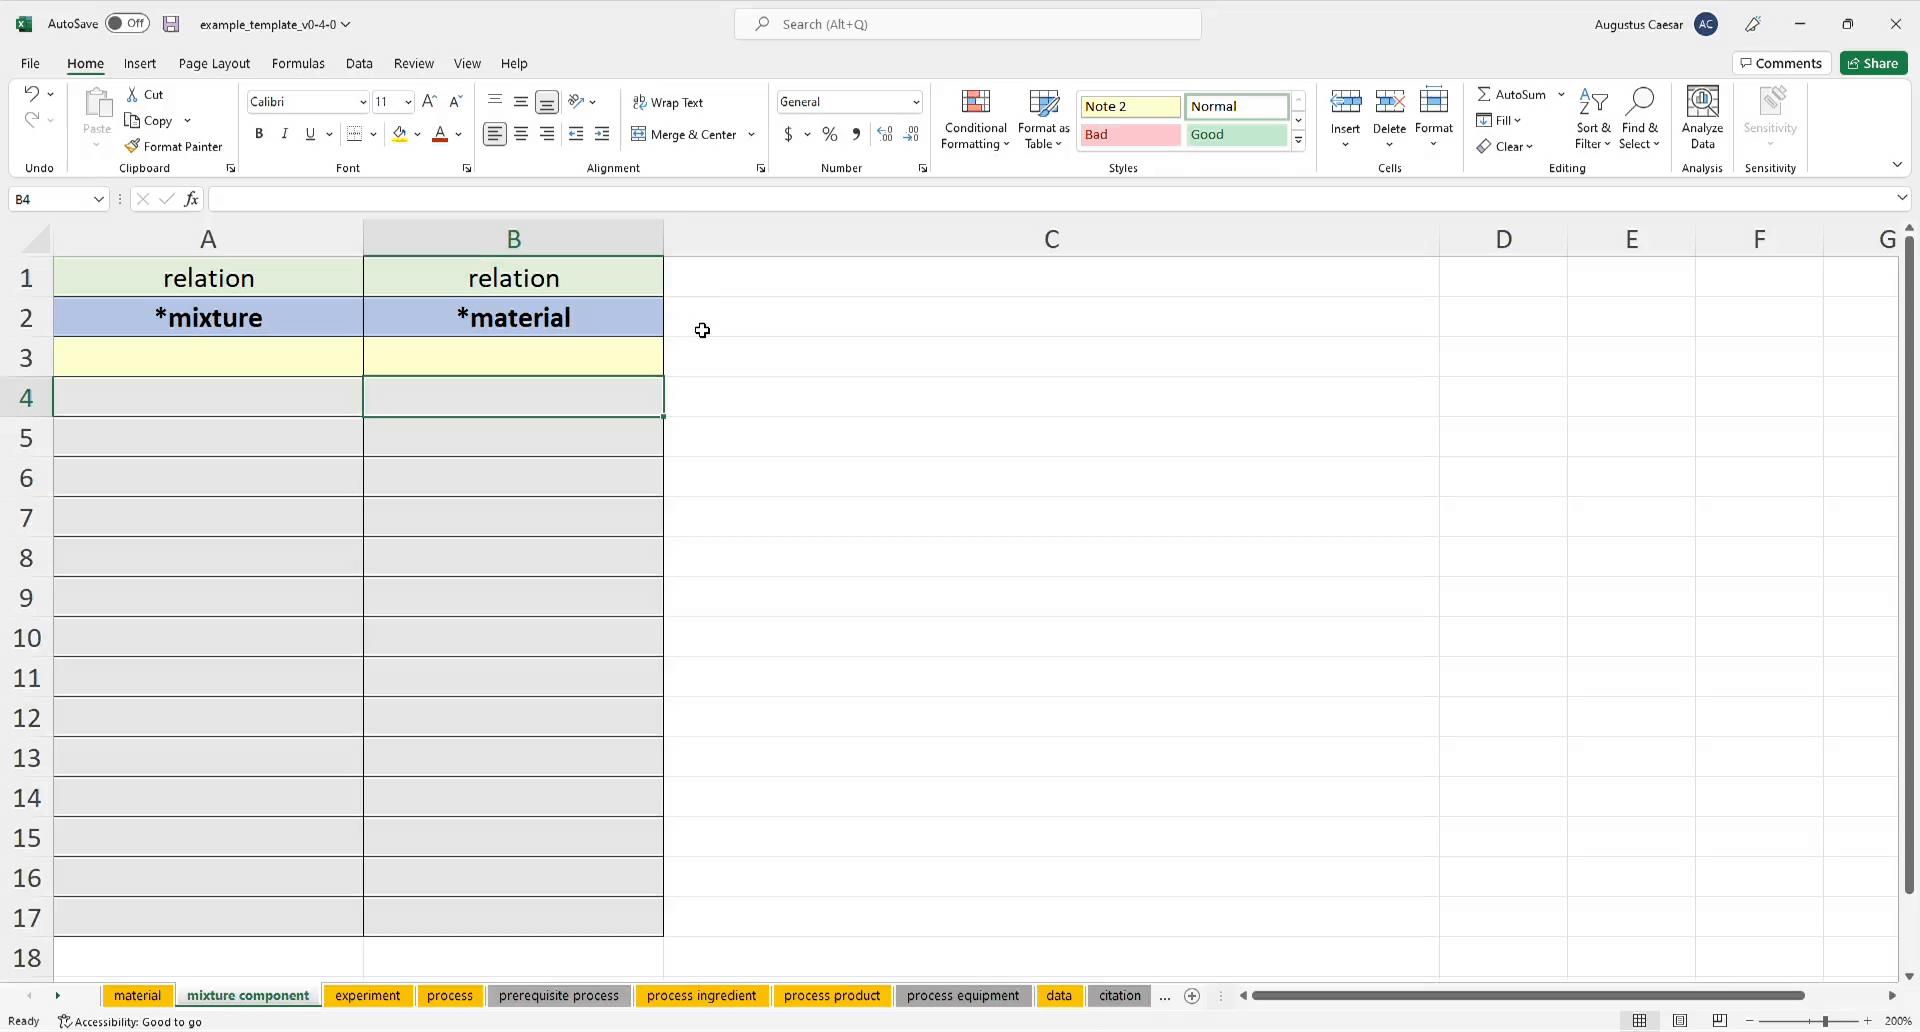 AutoSave Off example_template_v0-4-0 Search (Alt+Q) Augustus Caesar AC
File Home Insert Page Layout Formulas Data Review View Help Comments Share
Paste Cut Copy Format Painter
Calibri 11 B I U A
ab Wrap Text Merge & Center
General $ %
Conditional Formatting Format as Table
Note 2 Normal
Bad Good
Insert Delete Format
AutoSum Fill Clear
Sort & Filter Find & Select
Analyze Data
Sensitivity
Undo Clipboard Font Alignment Number Styles Cells Editing Analysis Sensitivity
B4 fx
A B C D E F G
1 relation relation
2 *mixture *material
3
4
5
6
7
8
9
10
11
12
13
14
15
16
17
18
material mixture component experiment process prerequisite process process ingredient process product process equipment data citation ...
Ready Accessibility: Good to go 200%